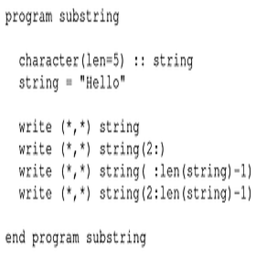 program substring
character(len=5) :: string
string = "Hello"
write (*,*) string
write (*,*) string(2:)
write (*,*) string( :len(string)-1)
write (*,*) string(2:len(string)-1)
end program substring